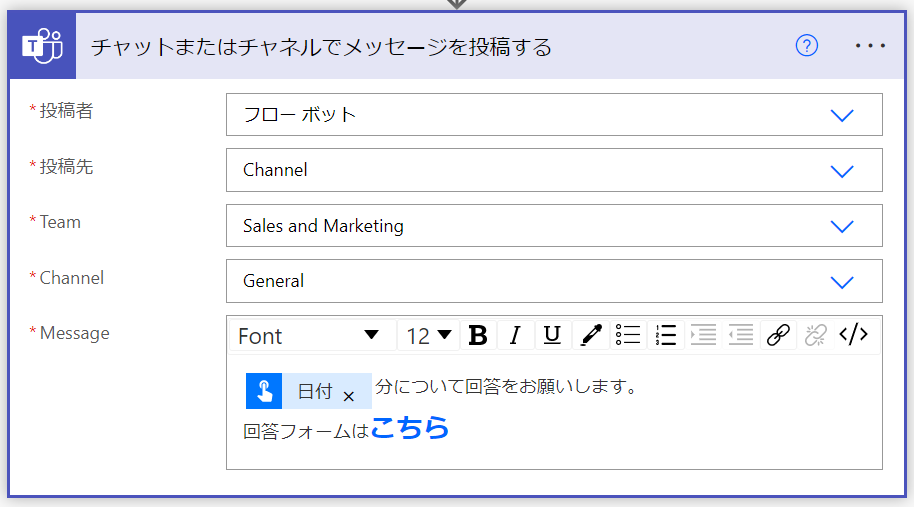 チャットまたはチャネルでメッセージを投稿する ? ...
*投稿者 フロー ボット
*投稿先 Channel
*Team Sales and Marketing
*Channel General
*Message Font 12 B I U </>
日付 × 分について回答をお願いします。
回答フォームはこちら